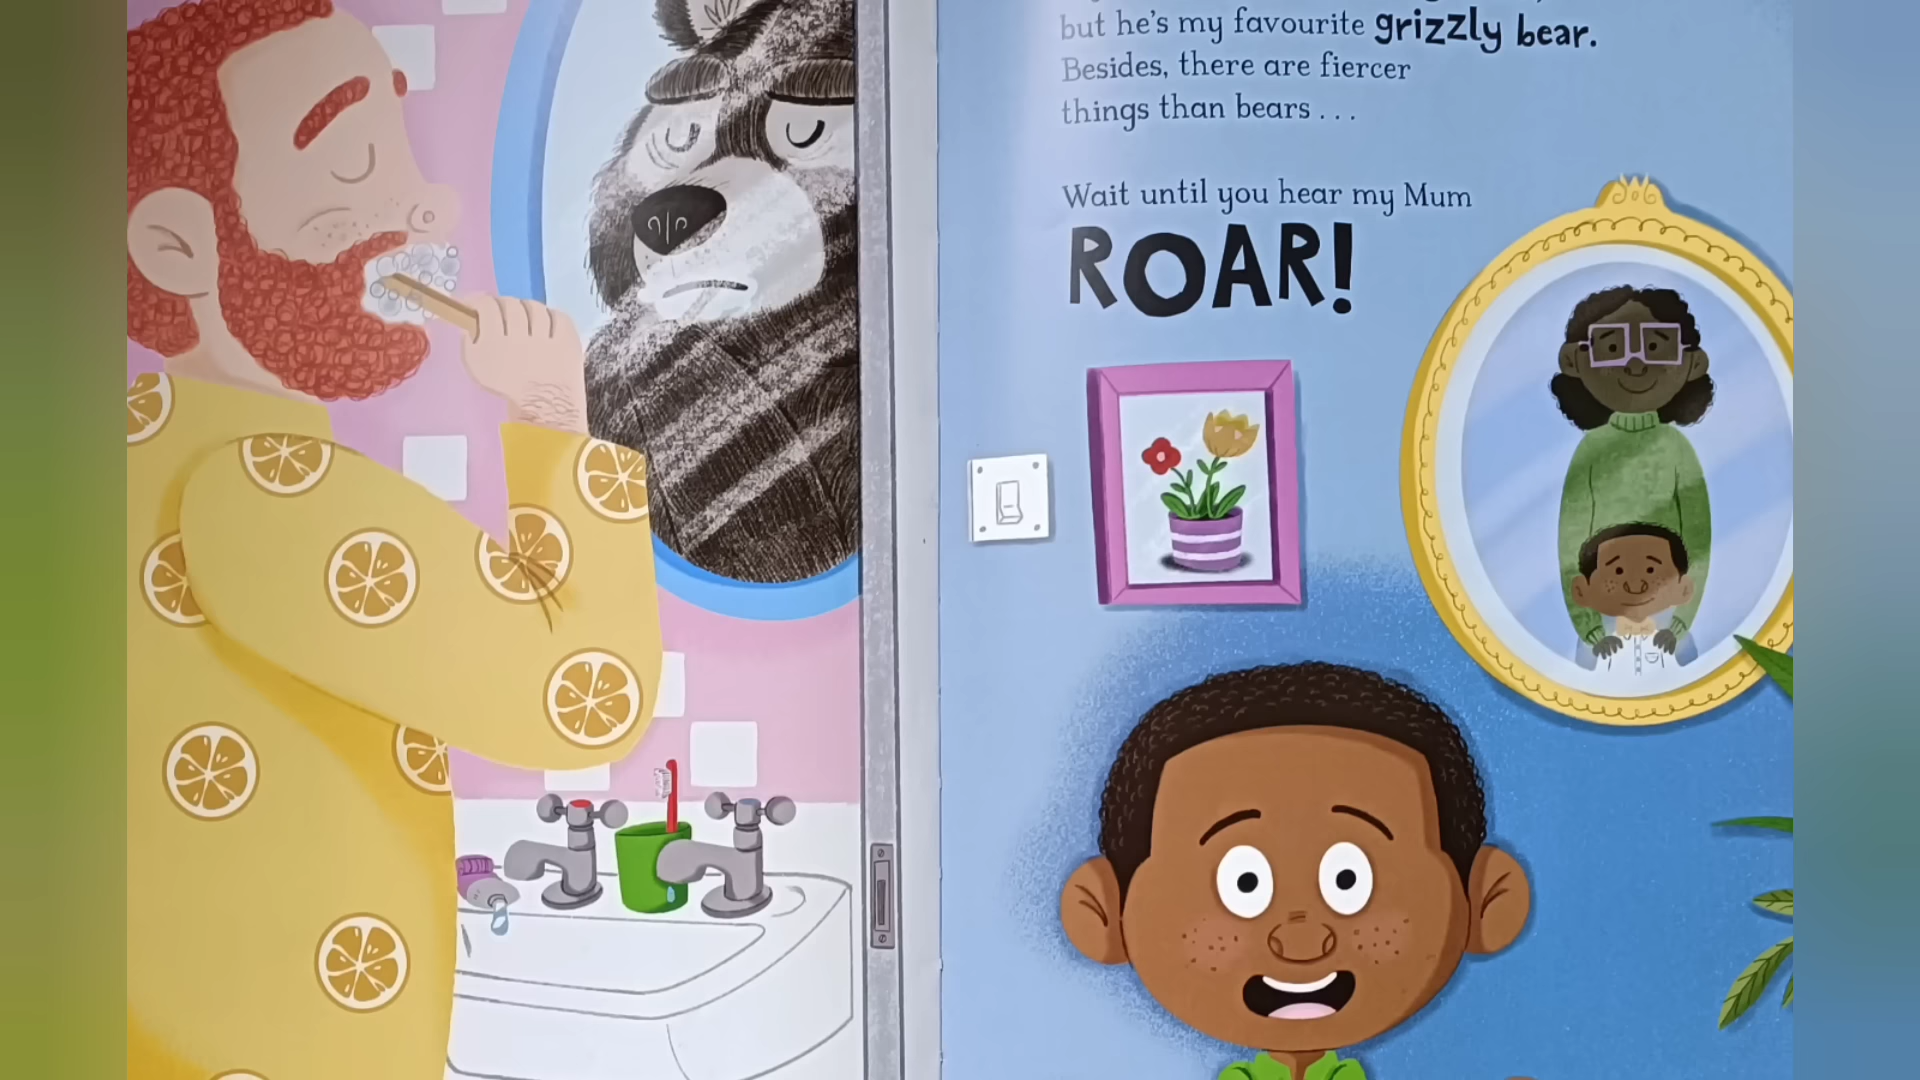 but he's my favourite grizzly bear.
Besides, there are fiercer
things than bears . . .
Wait until you hear my Mum
ROAR!